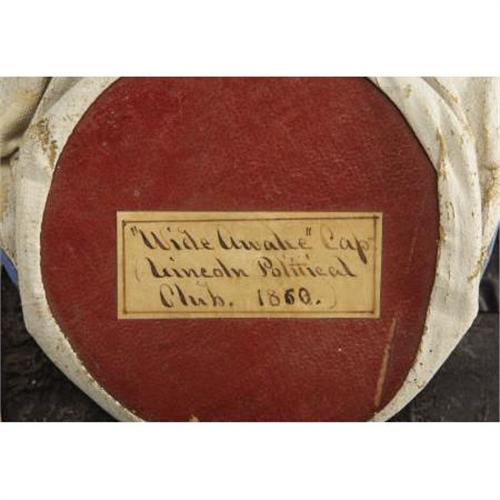 "Wide Awake" Cap.
(Lincoln Political
Club. 1860.)